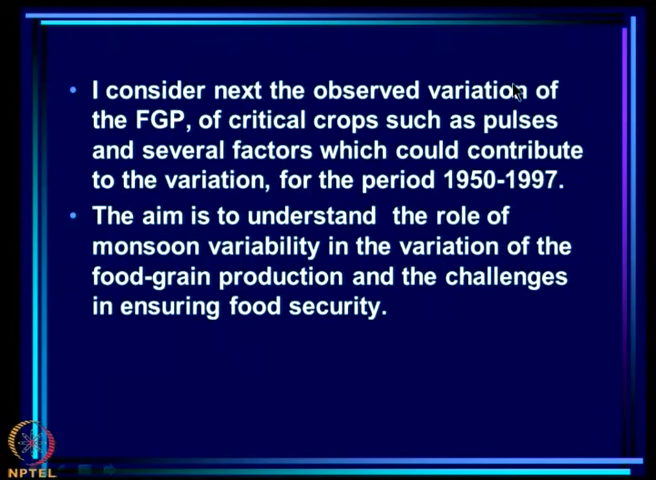 • I consider next the observed variation of
the FGP, of critical crops such as pulses
and several factors which could contribute
to the variation, for the period 1950-1997.
• The aim is to understand the role of
monsoon variability in the variation of the
food-grain production and the challenges
in ensuring food security.
NPTEL